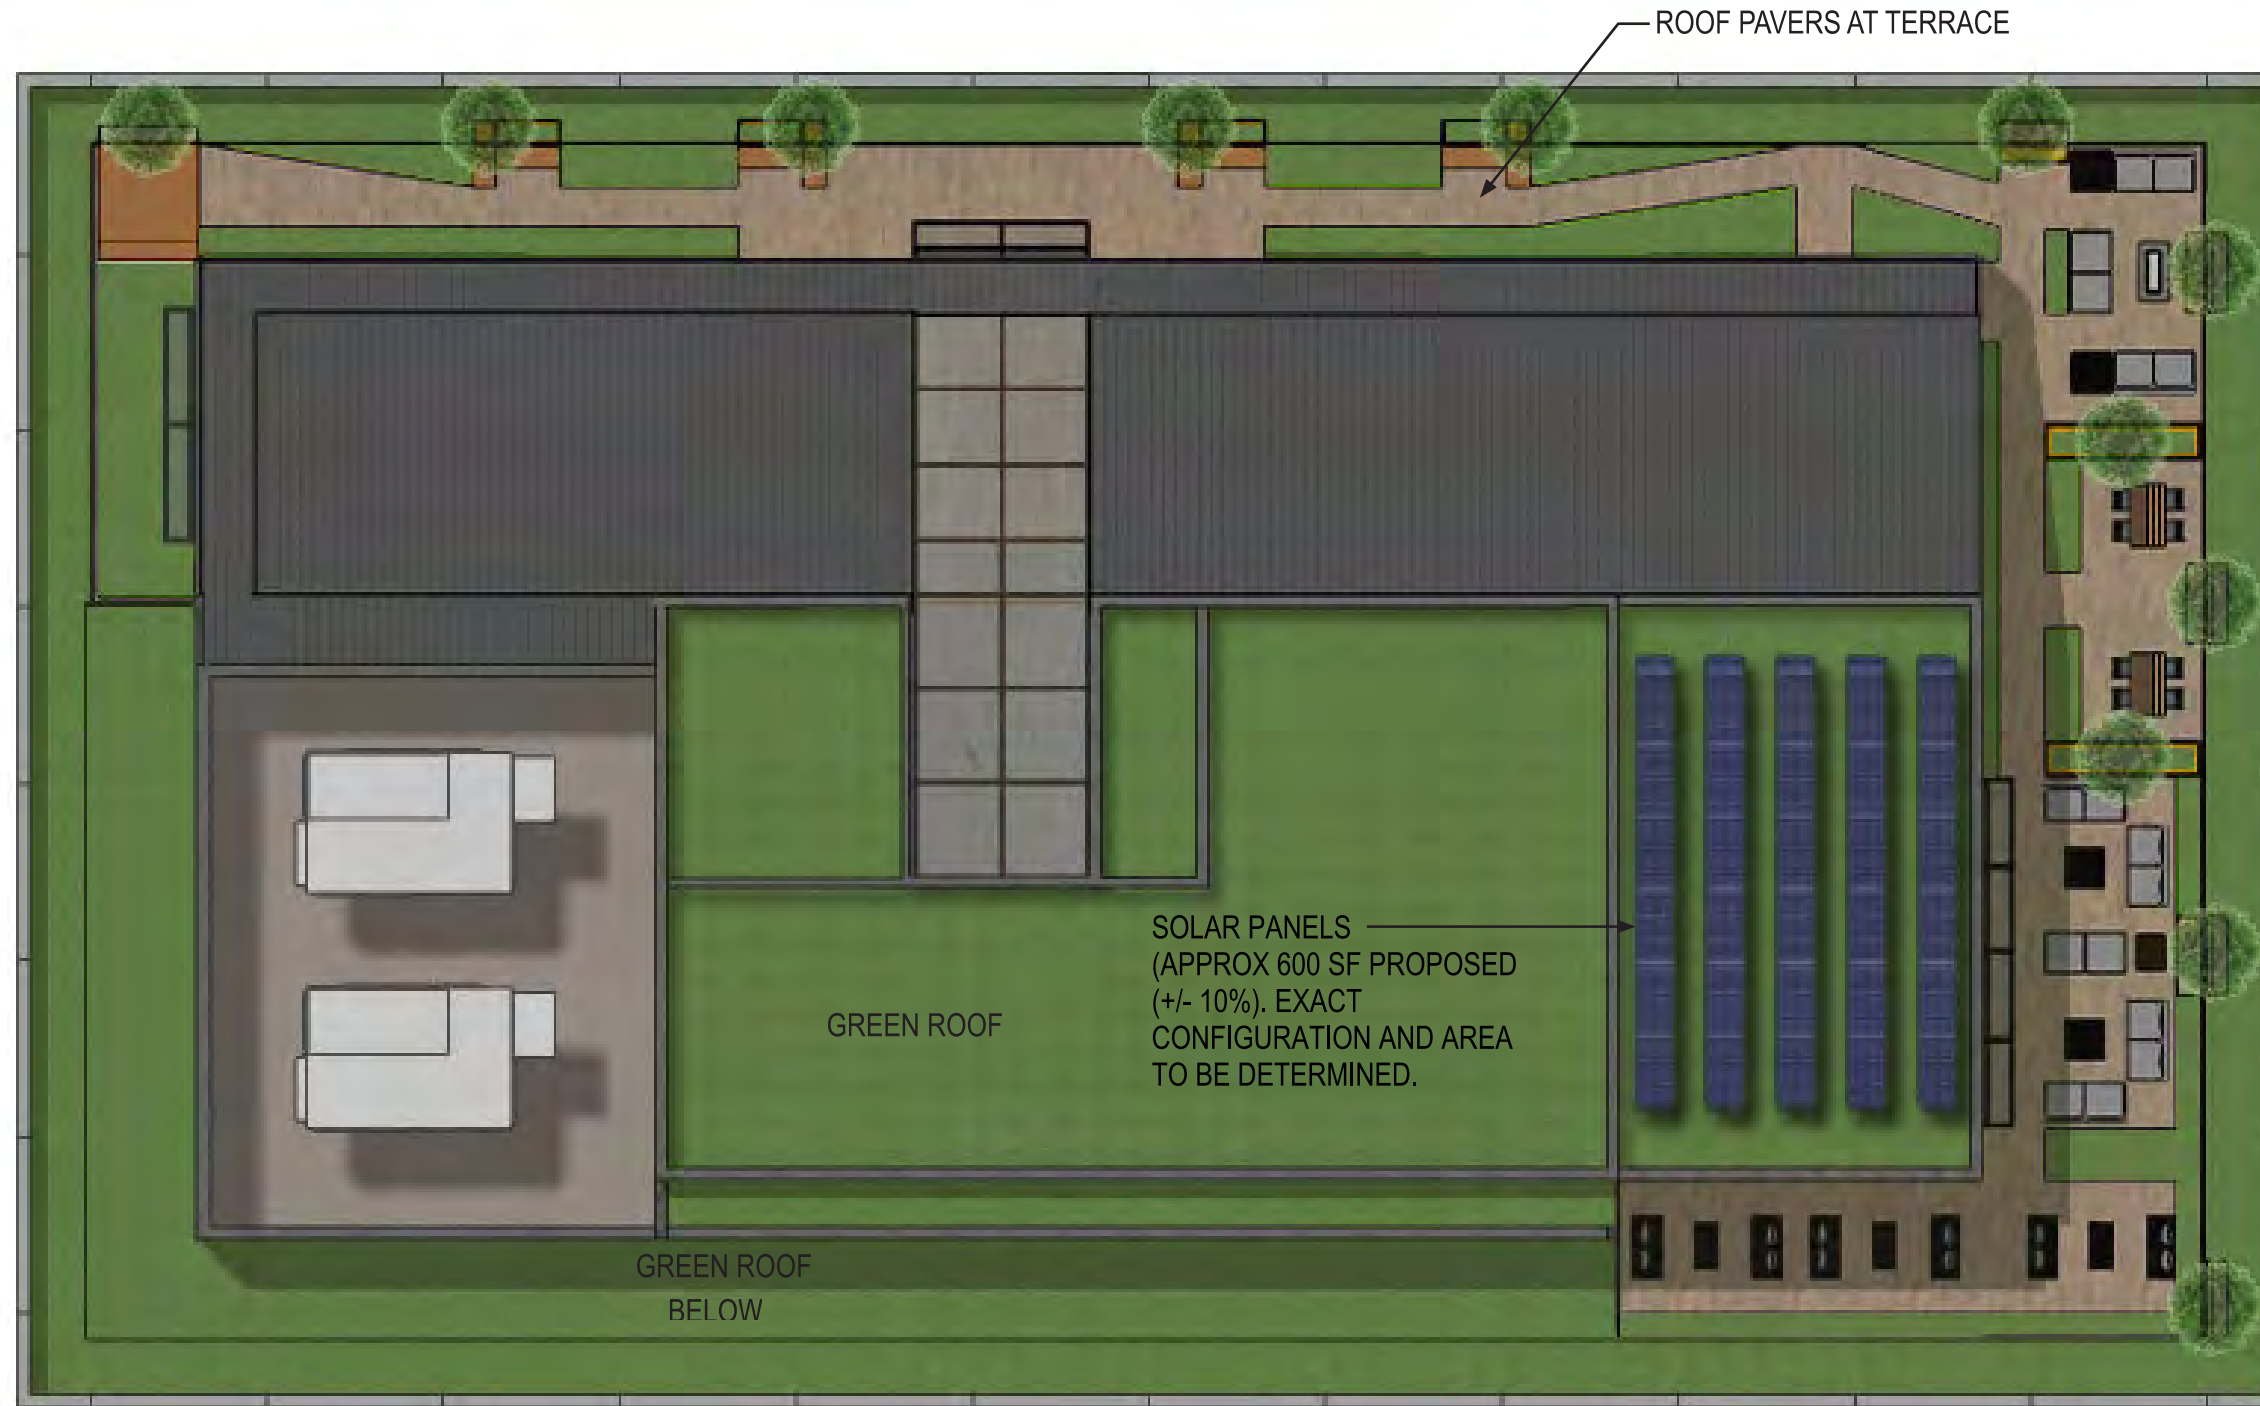 ROOF PAVERS AT TERRACE
SOLAR PANELS
(APPROX 600 SF PROPOSED
(+/- 10%). EXACT
CONFIGURATION AND AREA
TO BE DETERMINED.
GREEN ROOF
GREEN ROOF
BELOW